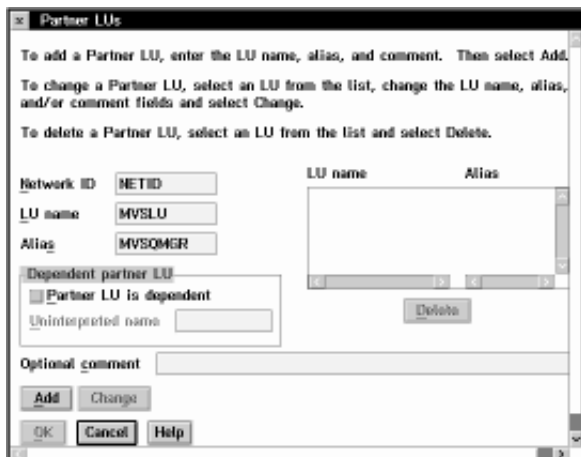 Partner LUs
To add a Partner LU, enter the LU name, alias, and comment. Then select Add.
To change a Partner LU, select an LU from the list, change the LU name, alias,
and/or comment fields and select Change.
To delete a Partner LU, select an LU from the list and select Delete.
LU name Alias
Network ID NETID
LU name MVSLU
Alias MVSQMGR
Dependent partner LU
Partner LU is dependent
Uninterpreted name
Delete
Optional comment
Add Change
OK Cancel Help